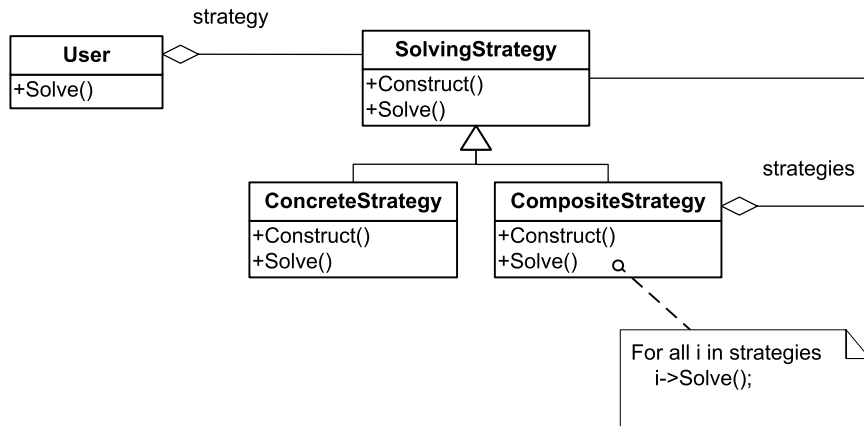 strategy
User
+Solve()
SolvingStrategy
+Construct()
+Solve()
strategies
ConcreteStrategy
+Construct()
+Solve()
CompositeStrategy
+Construct()
+Solve()
For all i in strategies
i->Solve();